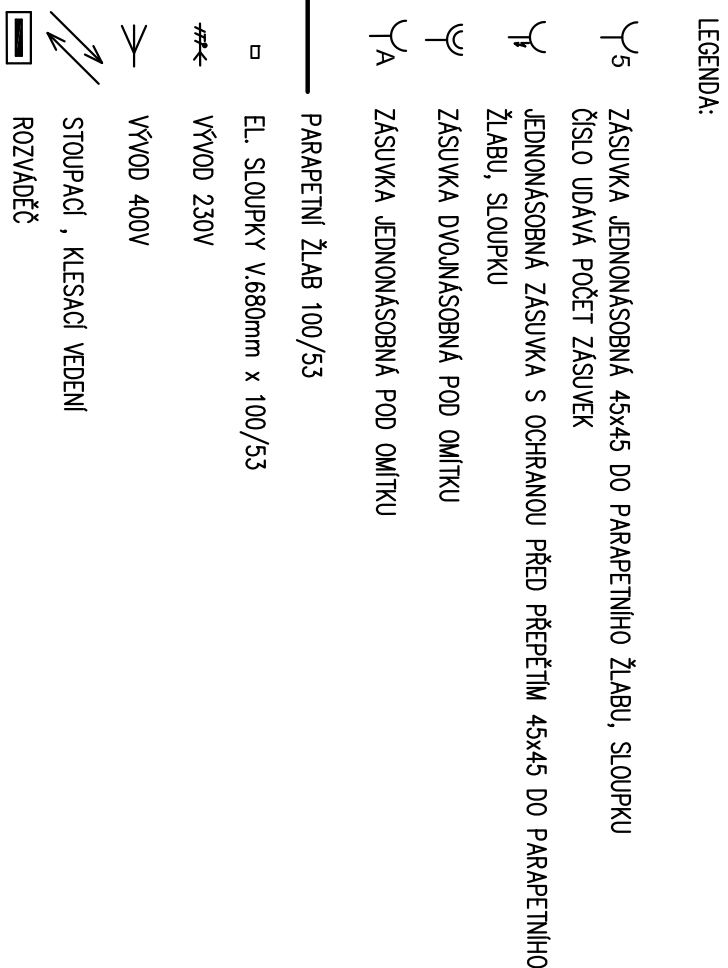 LEGENDA:
5 ZÁSUVKA JEDNONÁSOBNÁ 45x45 DO PARAPETNÍHO ŽLABU, SLOUPKU
ČÍSLO UDÁVÁ POČET ZÁSUVEK
JEDNONÁSOBNÁ ZÁSUVKA S OCHRANOU PŘED PŘEPĚTÍM 45x45 DO PARAPETNÍHO
ŽLABU, SLOUPKU
ZÁSUVKA DVOJNÁSOBNÁ POD OMÍTKU
A ZÁSUVKA JEDNONÁSOBNÁ POD OMÍTKU
PARAPETNÍ ŽLAB 100/53
EL. SLOUPKY V.680mm x 100/53
VÝVOD 230V
VÝVOD 400V
STOUPACÍ , KLESACÍ VEDENÍ
ROZVÁDĚČ